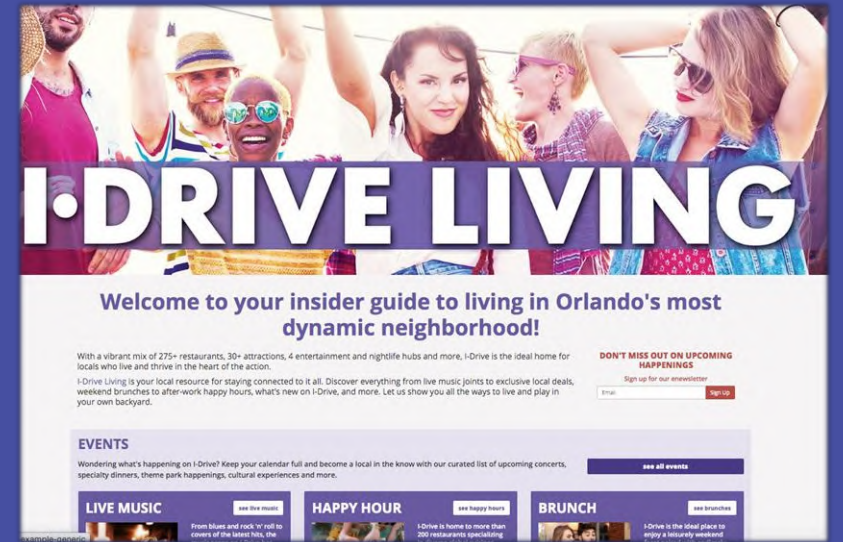 I•DRIVE LIVING
Welcome to your insider guide to living in Orlando's most
dynamic neighborhood!
With a vibrant mix of 275+ restaurants, 30+ attractions, 4 entertainment and nightlife hubs and more, I-Drive is the ideal home for
locals who live and thrive in the heart of the action.
I-Drive Living is your local resource for staying connected to it all. Discover everything from live music joints to exclusive local deals,
weekend brunches to after-work happy hours, what's new on I-Drive, and more. Let us show you all the ways to live and play in
your own backyard.
DON'T MISS OUT ON UPCOMING
HAPPENINGS
Sign up for our enewsletter
Email
Sign Up
EVENTS
Wondering what's happening on I-Drive? Keep your calendar full and become a local in the know with our curated list of upcoming concerts,
specialty dinners, theme park happenings, cultural experiences and more.
see all events
LIVE MUSIC
see live music
From blues and rock 'n' roll to
covers of the latest hits, the
HAPPY HOUR
see happy hours
I-Drive is home to more than
200 restaurants specializing
BRUNCH
see brunches
I-Drive is the ideal place to
enjoy a leisurely weekend
example-generic